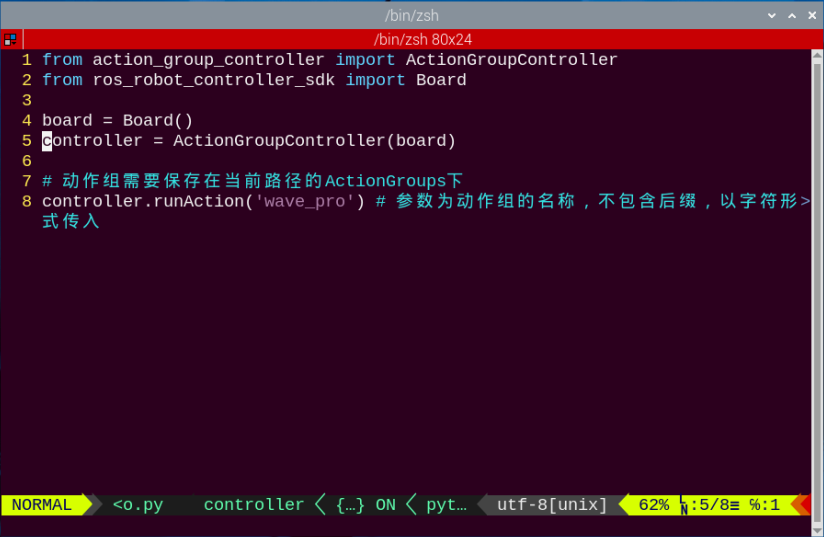 /bin/zsh
/bin/zsh 80x24
1 from action_group_controller import ActionGroupController
2 from ros_robot_controller_sdk import Board
3
4 board = Board()
5 controller = ActionGroupController(board)
6
7 # 动作组需要保存在当前路径的ActionGroups下
8 controller.runAction('wave_pro') # 参数为动作组的名称，不包含后缀，以字符形>
式传入
NORMAL <o.py controller {…} ON pyt… utf-8[unix] 62% ␤:5/8≡ ℅:1